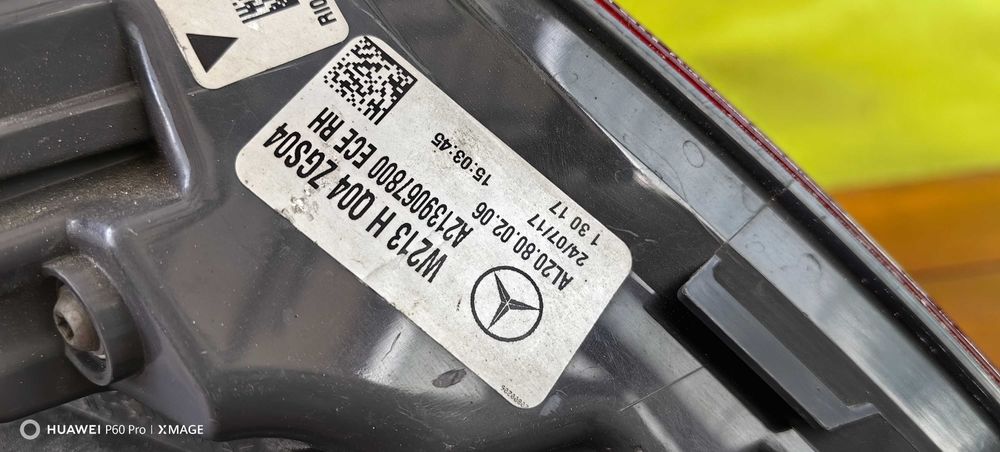 W213 H Q04 ZGS04
A2139067800 ECE RH
AL20.80.02.06
24/07/17 15:03:45
1 30 17
HUAWEI P60 Pro | XMAGE